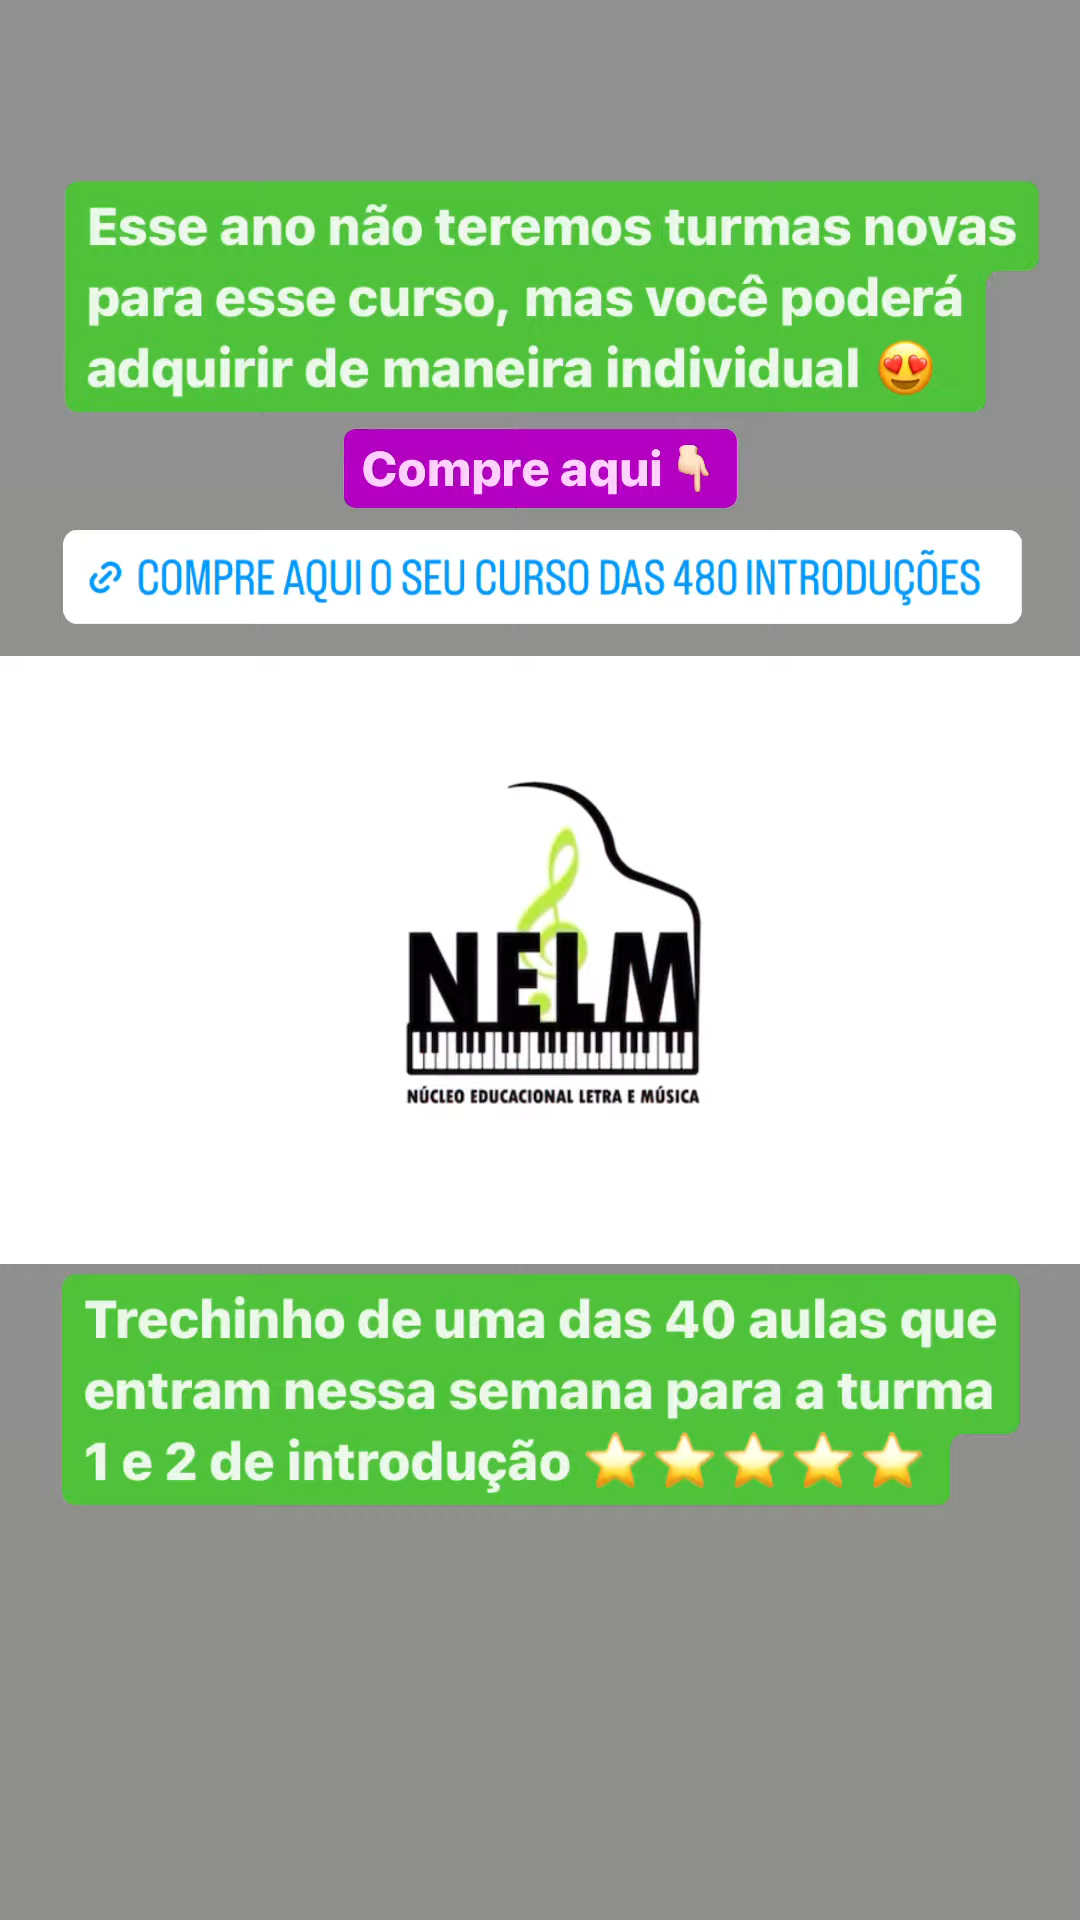 Esse ano não teremos turmas novas
para esse curso, mas você poderá
adquirir de maneira individual 😍
Compre aqui 👇🏻
COMPRE AQUI O SEU CURSO DAS 480 INTRODUÇÕES
NELM
NÚCLEO EDUCACIONAL LETRA E MÚSICA
Trechinho de uma das 40 aulas que
entram nessa semana para a turma
1 e 2 de introdução ⭐⭐⭐⭐⭐